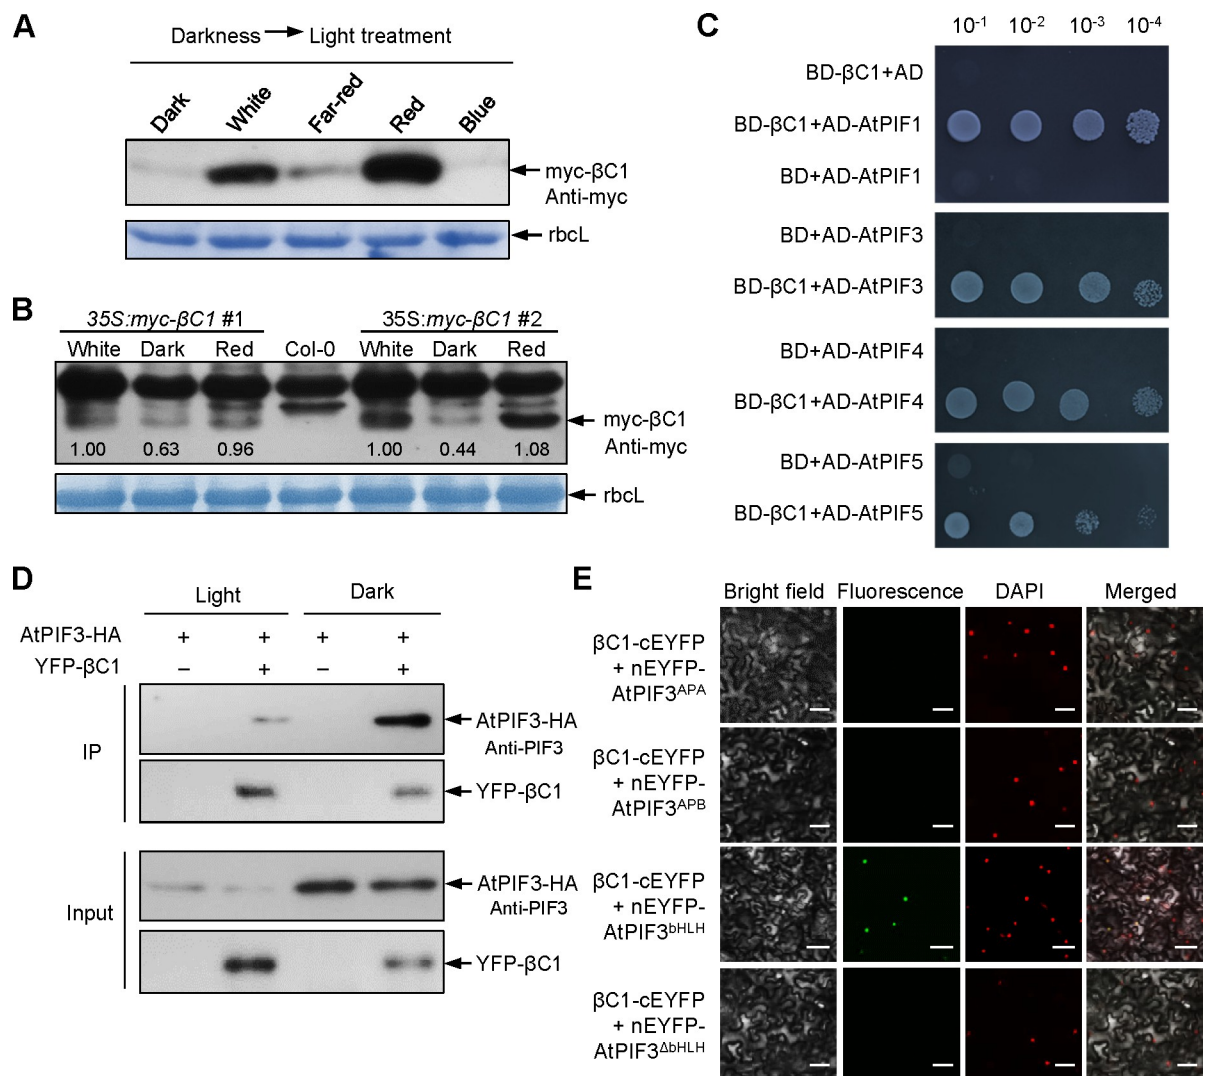 A
Darkness → Light treatment
Dark White Far-red Red Blue
myc-βC1
Anti-myc
rbcL
B
35S:myc-βC1 #1 35S:myc-βC1 #2
White Dark Red Col-0 White Dark Red
myc-βC1
Anti-myc
1.00 0.63 0.96 1.00 0.44 1.08
rbcL
C
10-1 10-2 10-3 10-4
BD-βC1+AD
BD-βC1+AD-AtPIF1
BD+AD-AtPIF1
BD+AD-AtPIF3
BD-βC1+AD-AtPIF3
BD+AD-AtPIF4
BD-βC1+AD-AtPIF4
BD+AD-AtPIF5
BD-βC1+AD-AtPIF5
D
Light Dark
AtPIF3-HA + + + +
YFP-βC1 – + – +
IP
AtPIF3-HA
Anti-PIF3
YFP-βC1
Input
AtPIF3-HA
Anti-PIF3
YFP-βC1
E
Bright field Fluorescence DAPI Merged
βC1-cEYFP
+ nEYFP-
AtPIF3APA
βC1-cEYFP
+ nEYFP-
AtPIF3APB
βC1-cEYFP
+ nEYFP-
AtPIF3bHLH
βC1-cEYFP
+ nEYFP-
AtPIF3ΔbHLH